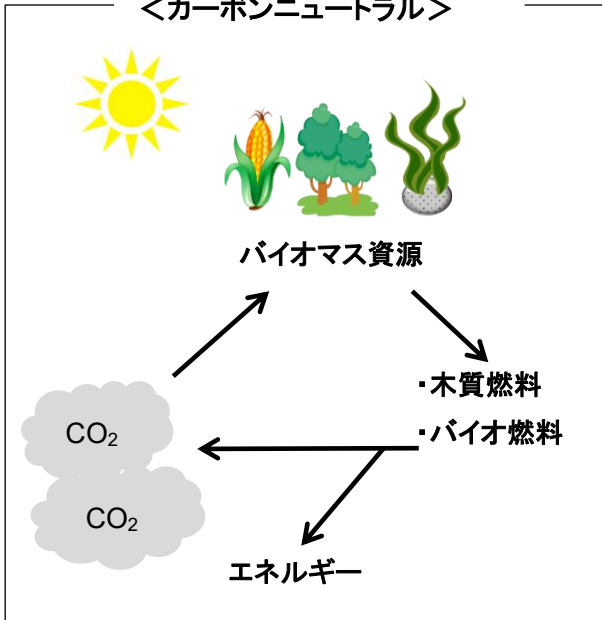 ＜カーボンニュートラル＞
バイオマス資源
・木質燃料
・バイオ燃料
CO₂
CO₂
エネルギー